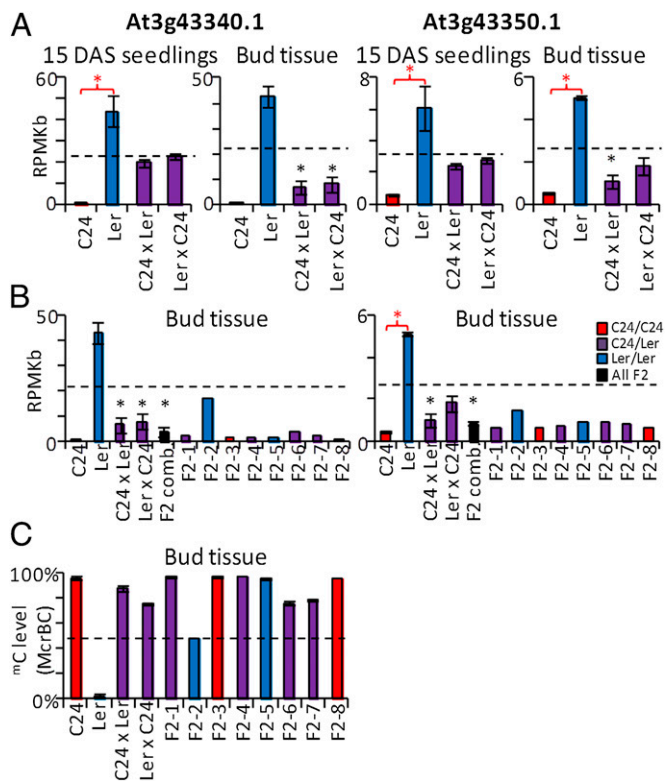 A
At3g43340.1 At3g43350.1
15 DAS seedlings Bud tissue 15 DAS seedlings Bud tissue
RPMKb
60 50 8 6
* * *
* * *
0 0 0 0
C24 Ler C24 x Ler Ler x C24 C24 Ler C24 x Ler Ler x C24 C24 Ler C24 x Ler Ler x C24 C24 Ler C24 x Ler Ler x C24
B
Bud tissue Bud tissue
RPMKb
50 6
*
C24/C24
C24/Ler
Ler/Ler
All F2
* * * * *
0 0
C24 Ler C24 x Ler Ler x C24 F2 comb. F2-1 F2-2 F2-3 F2-4 F2-5 F2-6 F2-7 F2-8 C24 Ler C24 x Ler Ler x C24 F2 comb. F2-1 F2-2 F2-3 F2-4 F2-5 F2-6 F2-7 F2-8
C
Bud tissue
mC level
(McrBC)
100%
0%
C24 Ler C24 x Ler Ler x C24 F2-1 F2-2 F2-3 F2-4 F2-5 F2-6 F2-7 F2-8